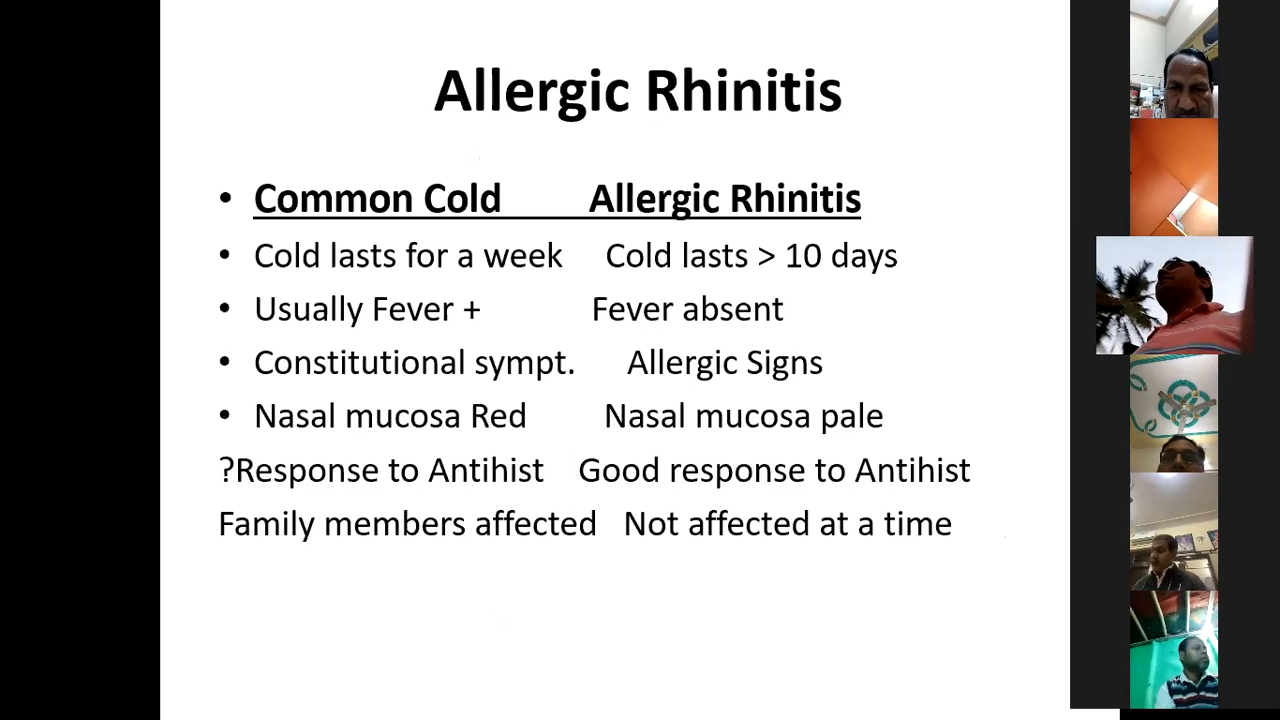 Allergic Rhinitis
• Common Cold Allergic Rhinitis
• Cold lasts for a week Cold lasts > 10 days
• Usually Fever + Fever absent
• Constitutional sympt. Allergic Signs
• Nasal mucosa Red Nasal mucosa pale
?Response to Antihist Good response to Antihist
Family members affected Not affected at a time